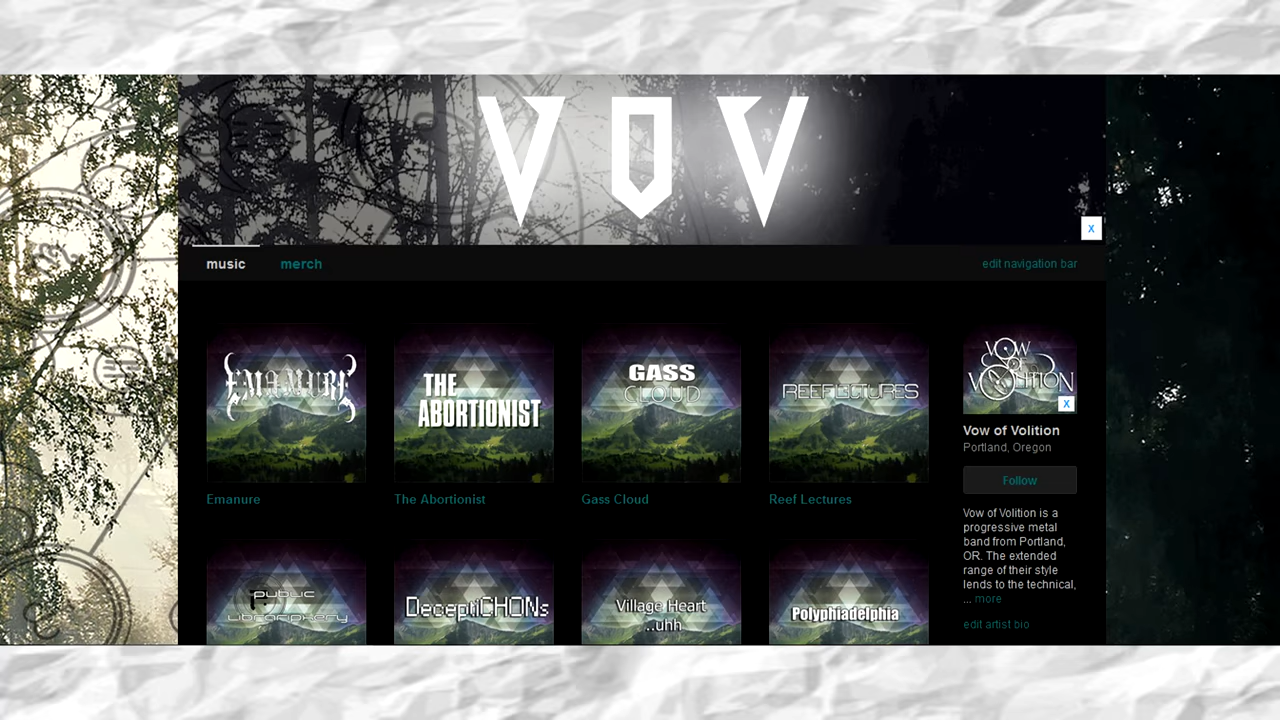 VOV
X
music
merch
edit navigation bar
EMANURE
THE
ABORTIONIST
GASS
CLOUD
REEF LECTURES
VOW
OF
VOLITION
X
Vow of Volition
Portland, Oregon
Follow
Vow of Volition is a
progressive metal
band from Portland,
OR. The extended
range of their style
lends to the technical,
... more
edit artist bio
Emanure
The Abortionist
Gass Cloud
Reef Lectures
PUBLIC
LIBRARIPHERY
DeceptiCHONs
Village Heart
..uhh
Polyphiadelphia